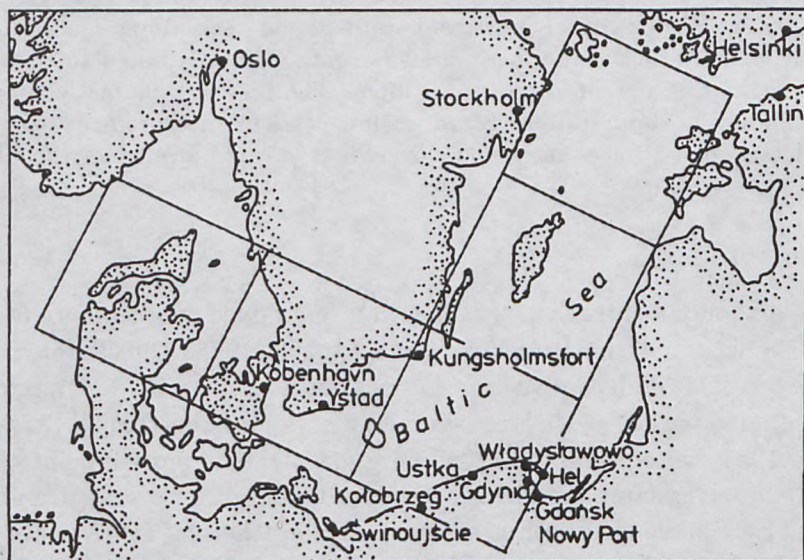 Oslo
Helsinki
Stockholm
Tallin
Sea
Kungsholmsfort
København
Ystad
Baltic
Władysławowo
Ustka
Hel
Gdynia
Kołobrzeg
Gdańsk
Nowy Port
Świnoujście